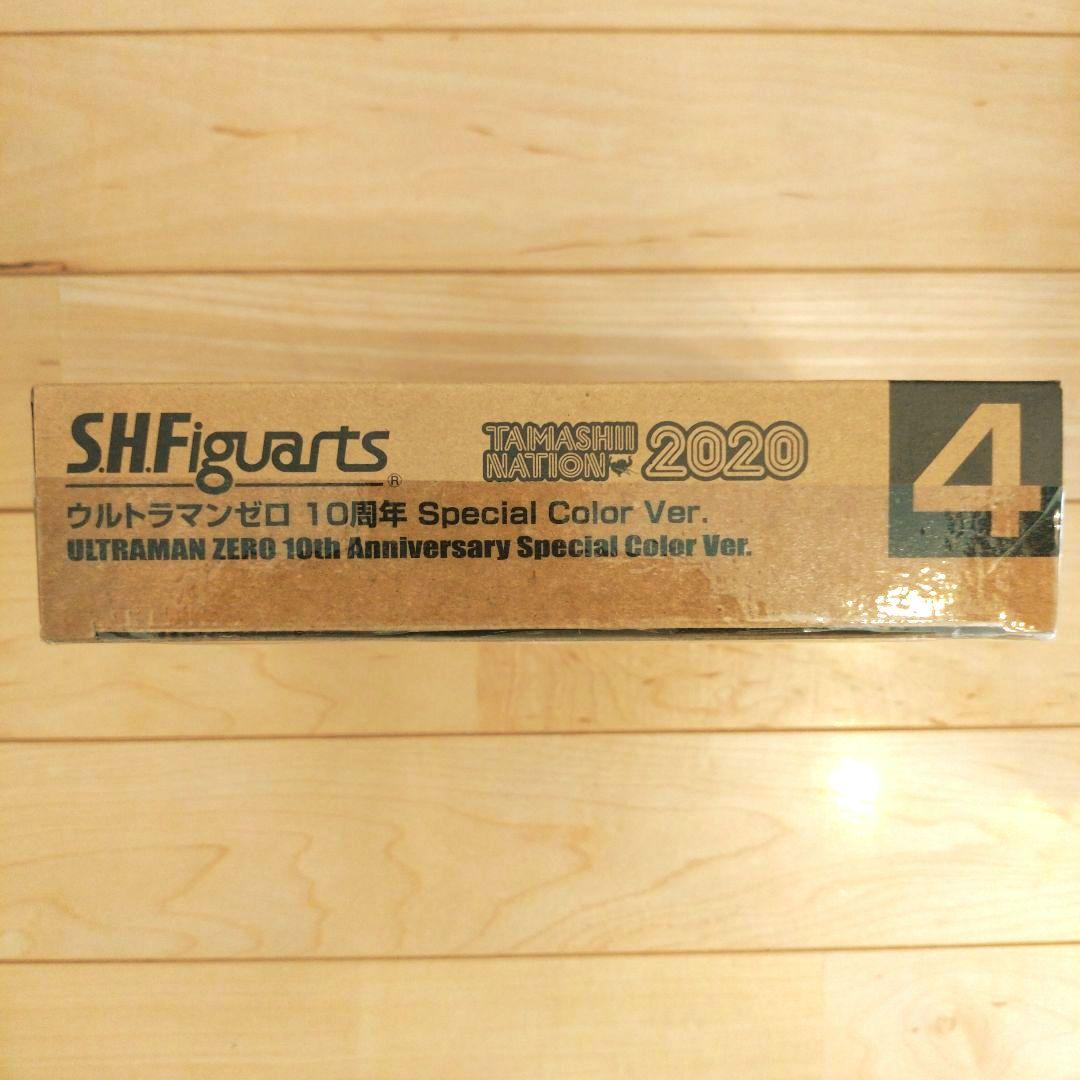 S.H.Figuarts®
TAMASHII
NATION 2020
4
ウルトラマンゼロ 10周年 Special Color Ver.
ULTRAMAN ZERO 10th Anniversary Special Color Ver.